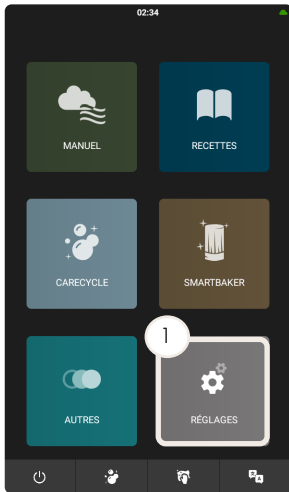 02:34
MANUEL
RECETTES
CARECYCLE
SMARTBAKER
1
AUTRES
RÉGLAGES